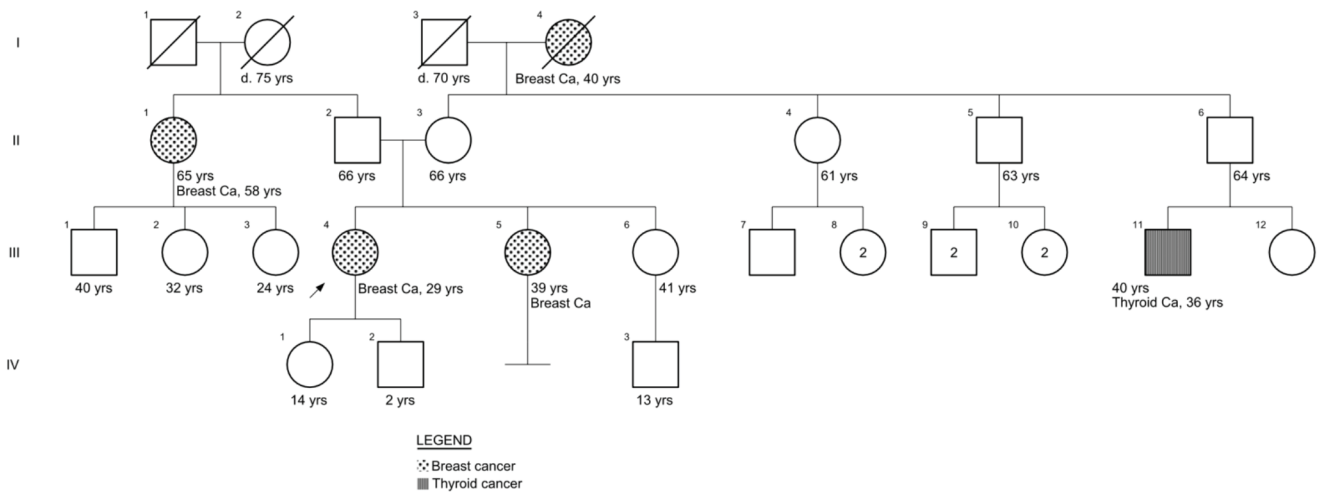 I
1
2
3
4
d. 75 yrs
d. 70 yrs
Breast Ca, 40 yrs
II
1
2
3
4
5
6
65 yrs
Breast Ca, 58 yrs
66 yrs
66 yrs
61 yrs
63 yrs
64 yrs
III
1
2
3
4
5
6
7
8
2
9
2
10
2
11
12
40 yrs
32 yrs
24 yrs
Breast Ca, 29 yrs
39 yrs
Breast Ca
41 yrs
40 yrs
Thyroid Ca, 36 yrs
IV
1
2
3
14 yrs
2 yrs
13 yrs
LEGEND
Breast cancer
Thyroid cancer